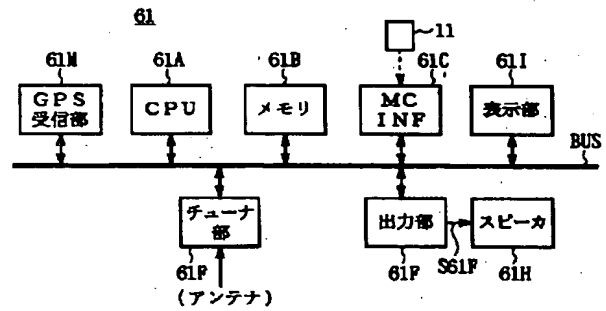 61
11
61M
61A
61B
61C
61I
GPS
受信部
CPU
メモリ
MC
INF
表示部
BUS
チューナ
部
出力部
スピーカ
61F
61F
S61F
61H
(アンテナ)